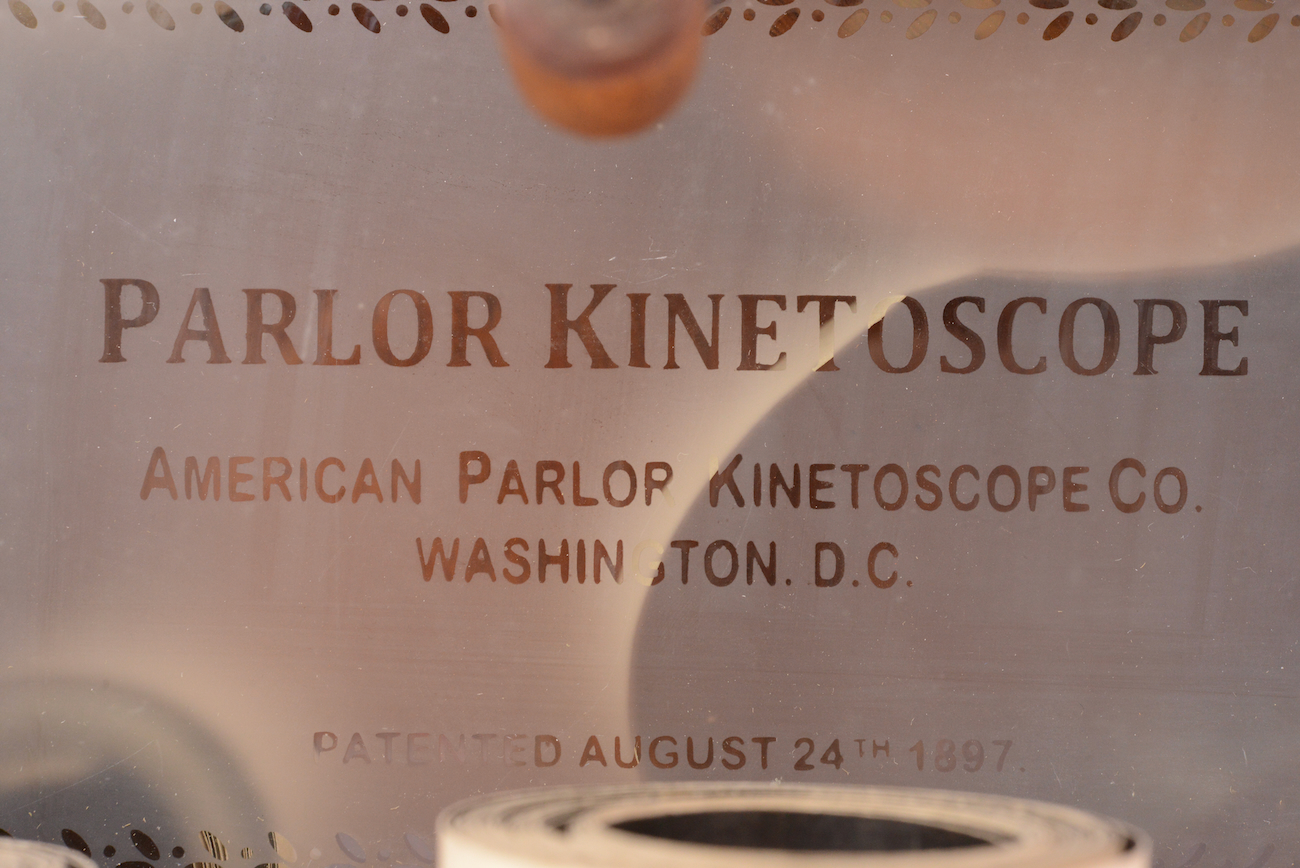 PARLOR KINETOSCOPE
AMERICAN PARLOR KINETOSCOPE CO.
WASHINGTON. D.C.
PATENTED AUGUST 24TH 1897.